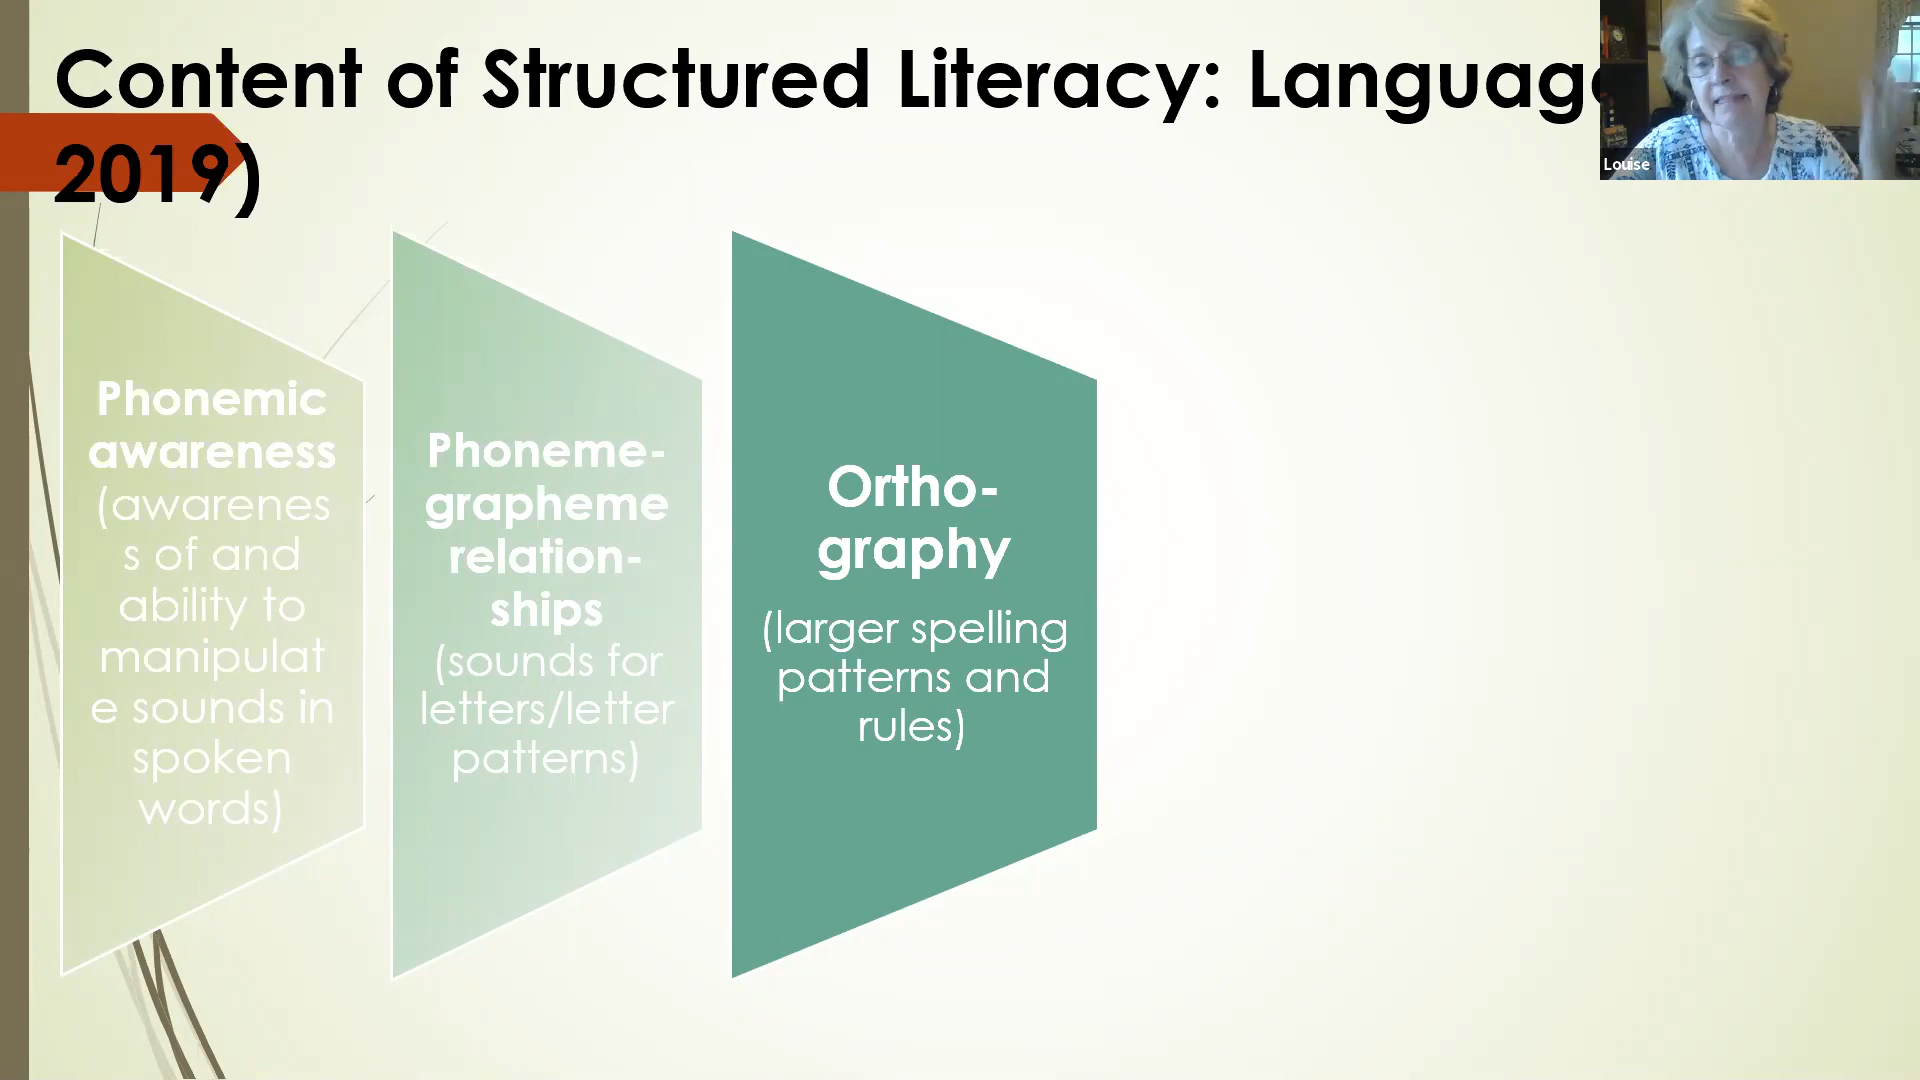 Content of Structured Literacy: Language
2019)
Louise
Phonemic
awareness
(awarenes
s of and
ability to
manipulat
e sounds in
spoken
words)
Phoneme-
grapheme
relation-
ships
(sounds for
letters/letter
patterns)
Ortho-
graphy
(larger spelling
patterns and
rules)